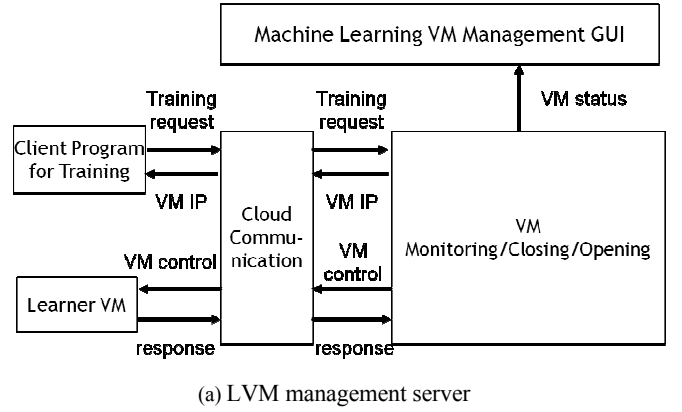 Machine Learning VM Management GUI
VM status
Training
request
Training
request
Client Program
for Training
VM IP
VM IP
Cloud
Commu-
nication
VM
Monitoring/Closing/Opening
VM control
VM
control
Learner VM
response
response
(a) LVM management server